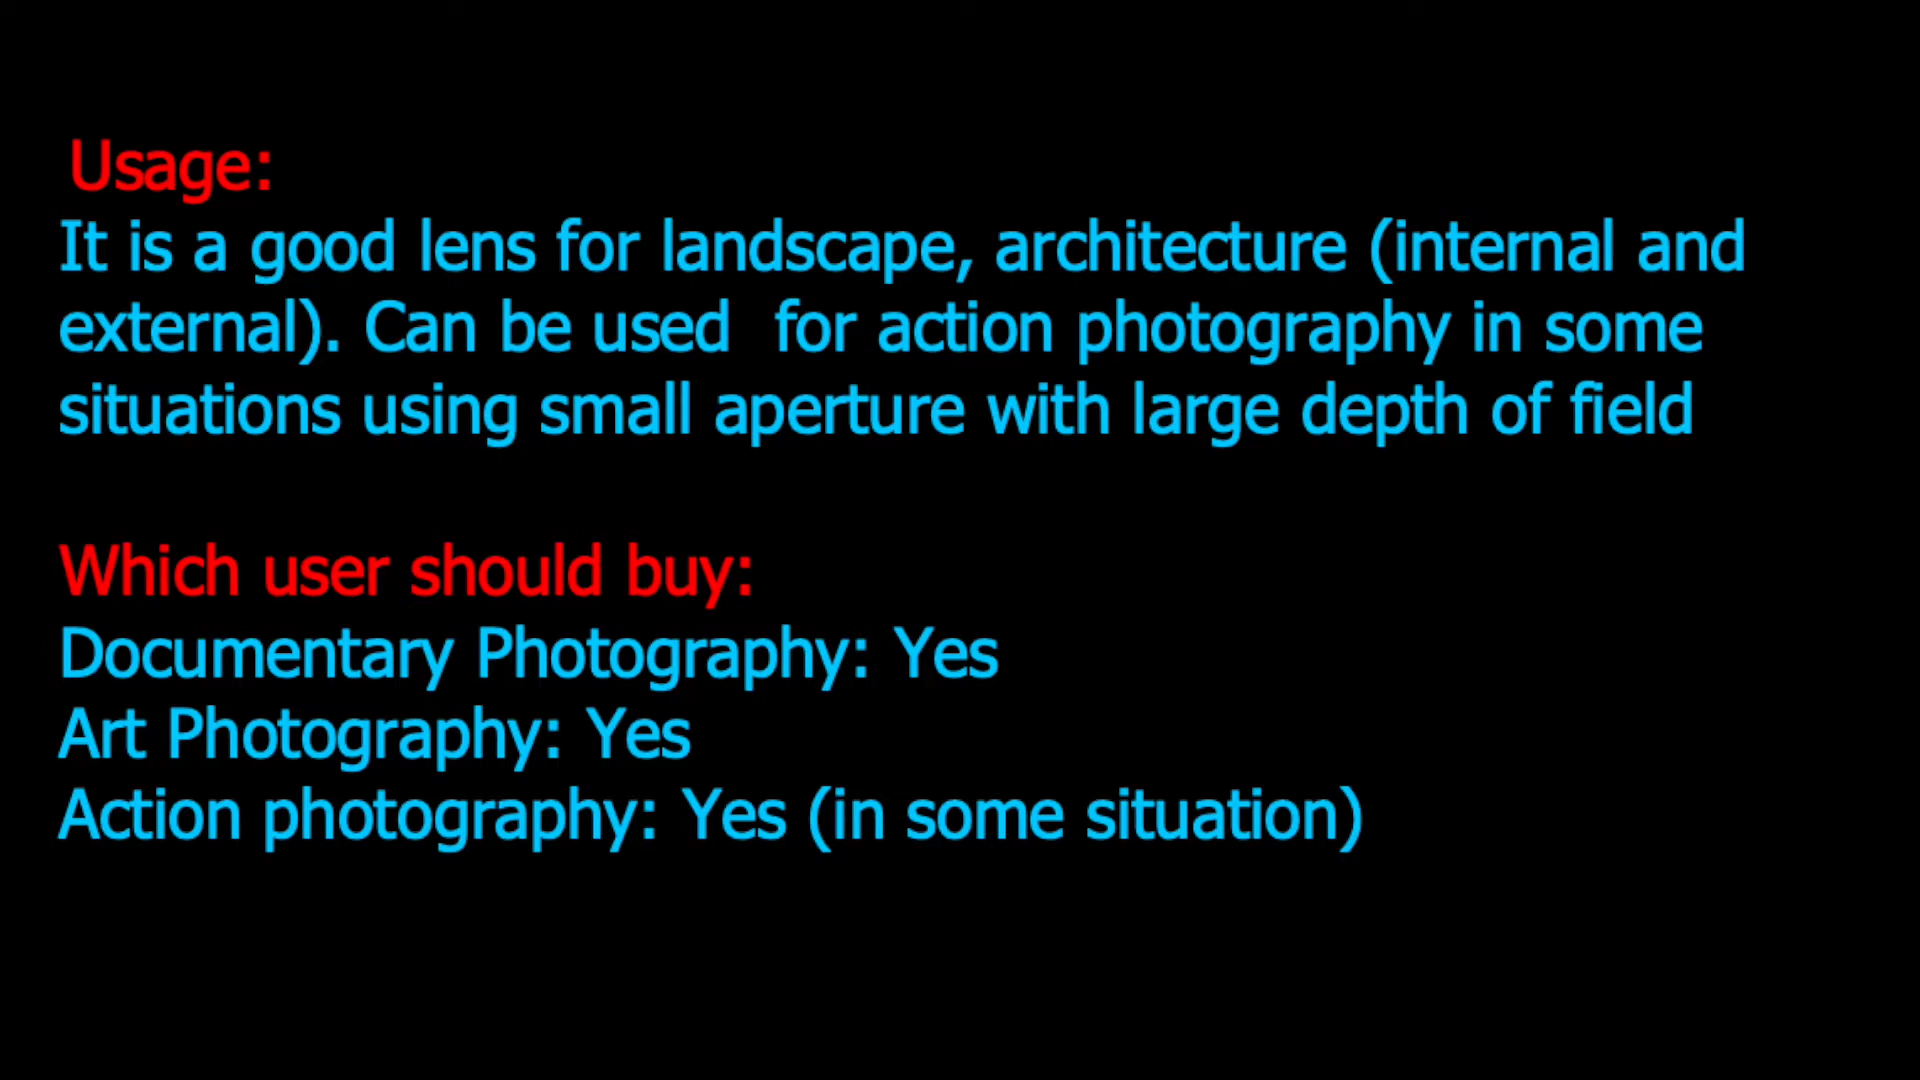 Usage:
It is a good lens for landscape, architecture (internal and
external). Can be used  for action photography in some
situations using small aperture with large depth of field
Which user should buy:
Documentary Photography: Yes
Art Photography: Yes
Action photography: Yes (in some situation)